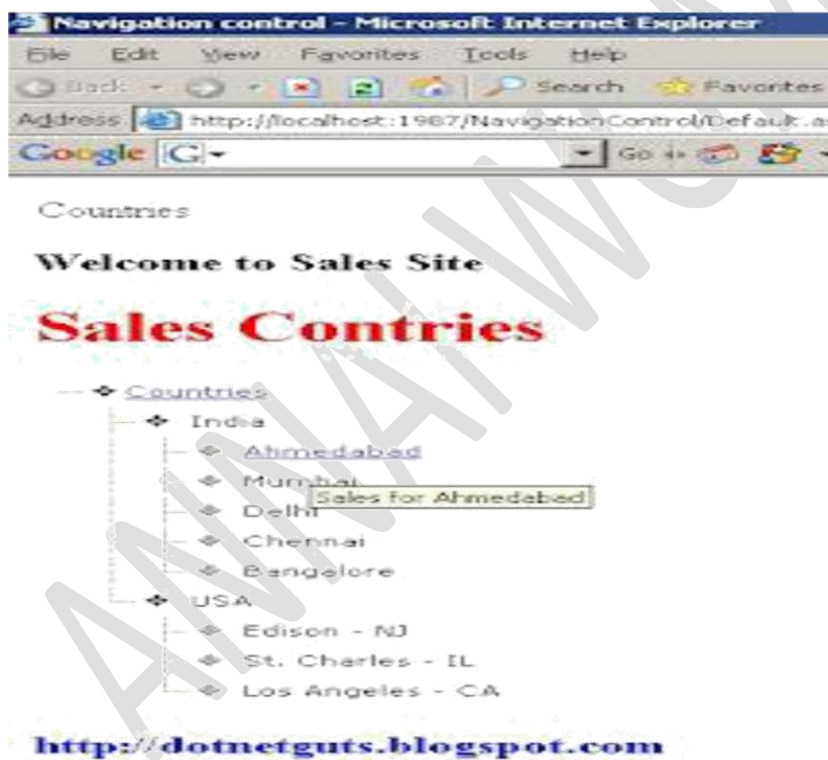 Navigation control - Microsoft Internet Explorer
File Edit View Favorites Tools Help
Back Search Favorites
Address http://localhost:1987/NavigationControl/Default.as
Google G Go
Countries
Welcome to Sales Site
Sales Contries
Countries
India
Ahmedabad
Mumbai
Sales for Ahmedabad
Delhi
Chennai
Bangalore
USA
Edison - NJ
St. Charles - IL
Los Angeles - CA
http://dotnetguts.blogspot.com